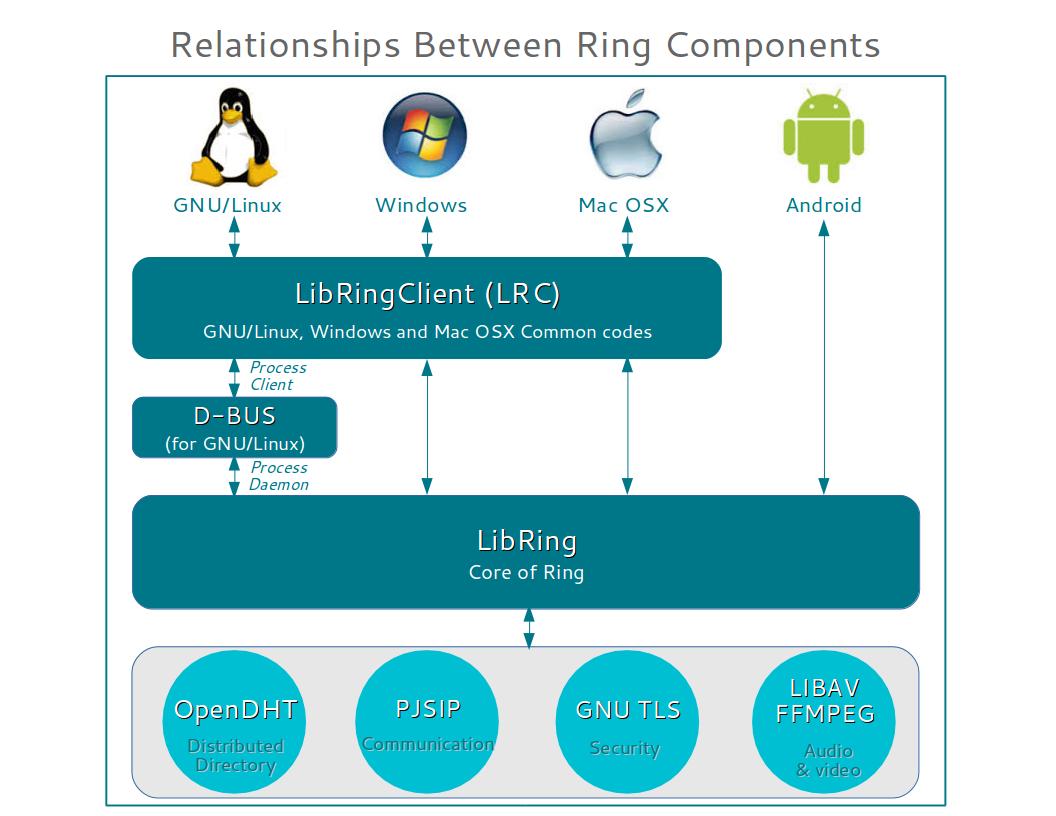 Relationships Between Ring Components
GNU/Linux
Windows
Mac OSX
Android
LibRingClient (LRC)
GNU/Linux, Windows and Mac OSX Common codes
Process
Client
D-BUS
(for GNU/Linux)
Process
Daemon
LibRing
Core of Ring
OpenDHT
Distributed
Directory
PJSIP
Communication
GNU TLS
Security
LIBAV
FFMPEG
Audio
& video